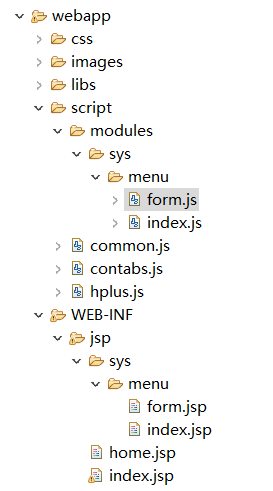 webapp
css
images
libs
script
modules
sys
menu
form.js
index.js
common.js
contabs.js
hplus.js
WEB-INF
jsp
sys
menu
form.jsp
index.jsp
home.jsp
index.jsp